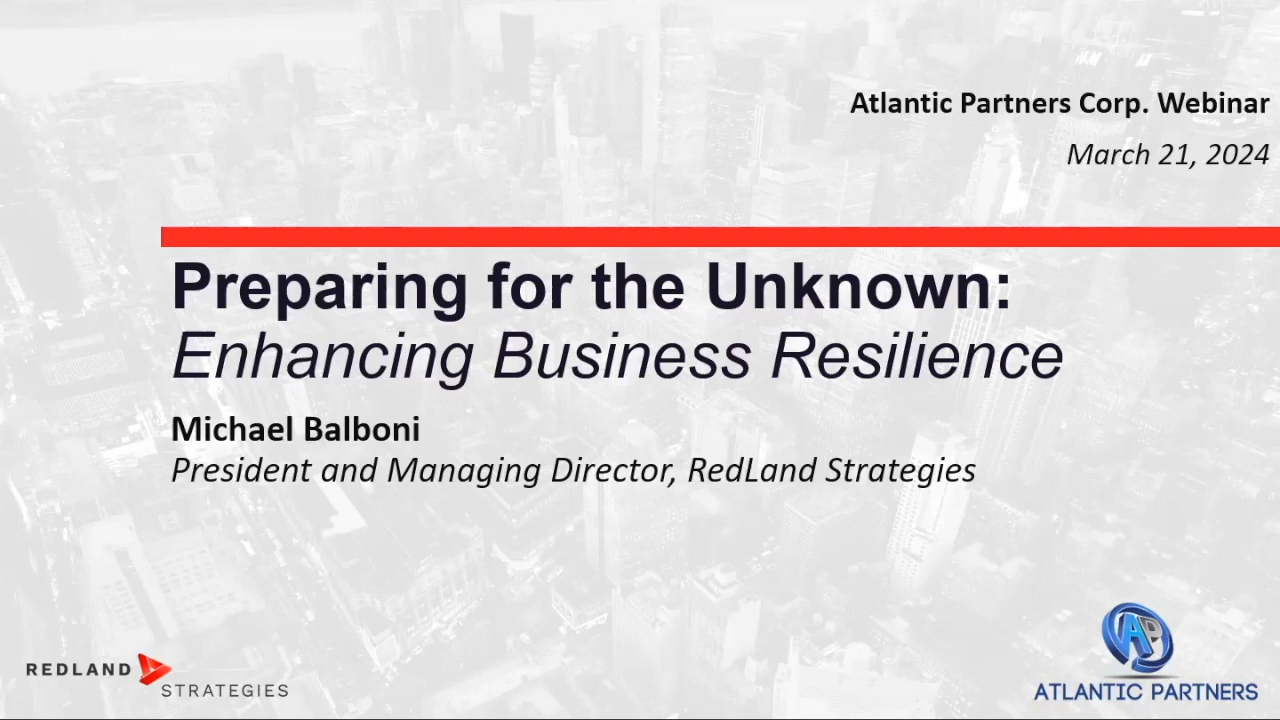 Atlantic Partners Corp. Webinar
March 21, 2024
Preparing for the Unknown:
Enhancing Business Resilience
Michael Balboni
President and Managing Director, RedLand Strategies
REDLAND
STRATEGIES
AP
ATLANTIC PARTNERS